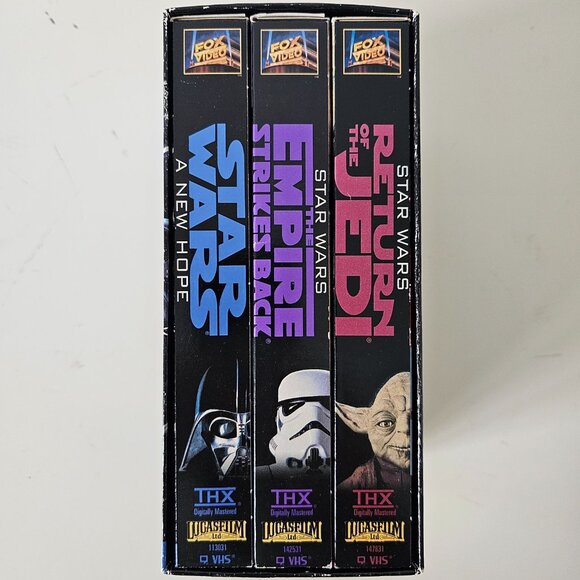 FOX
VIDEO
STAR
WARS®
A NEW HOPE
THX®
Digitally Mastered
LUCASFILM
Ltd
113031
VHS®
FOX
VIDEO
STAR WARS
THE
EMPIRE
STRIKES BACK®
THX®
Digitally Mastered
LUCASFILM
Ltd
142531
VHS®
FOX
VIDEO
STAR WARS
RETURN
OF THE
JEDI®
THX®
Digitally Mastered
LUCASFILM
Ltd
147831
VHS®